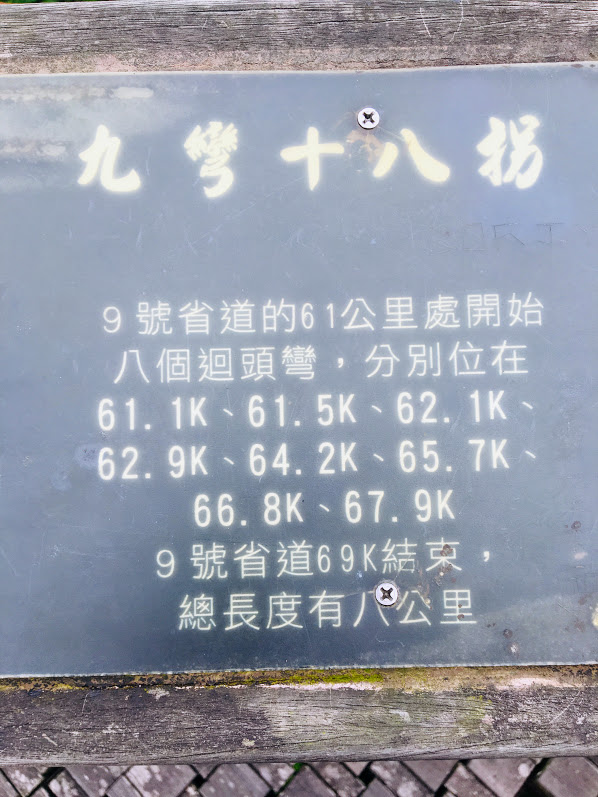 九彎十八拐
9號省道的61公里處開始
八個迴頭彎，分別位在
61.1K、61.5K、62.1K、
62.9K、64.2K、65.7K、
66.8K、67.9K
9號省道69K結束，
總長度有八公里